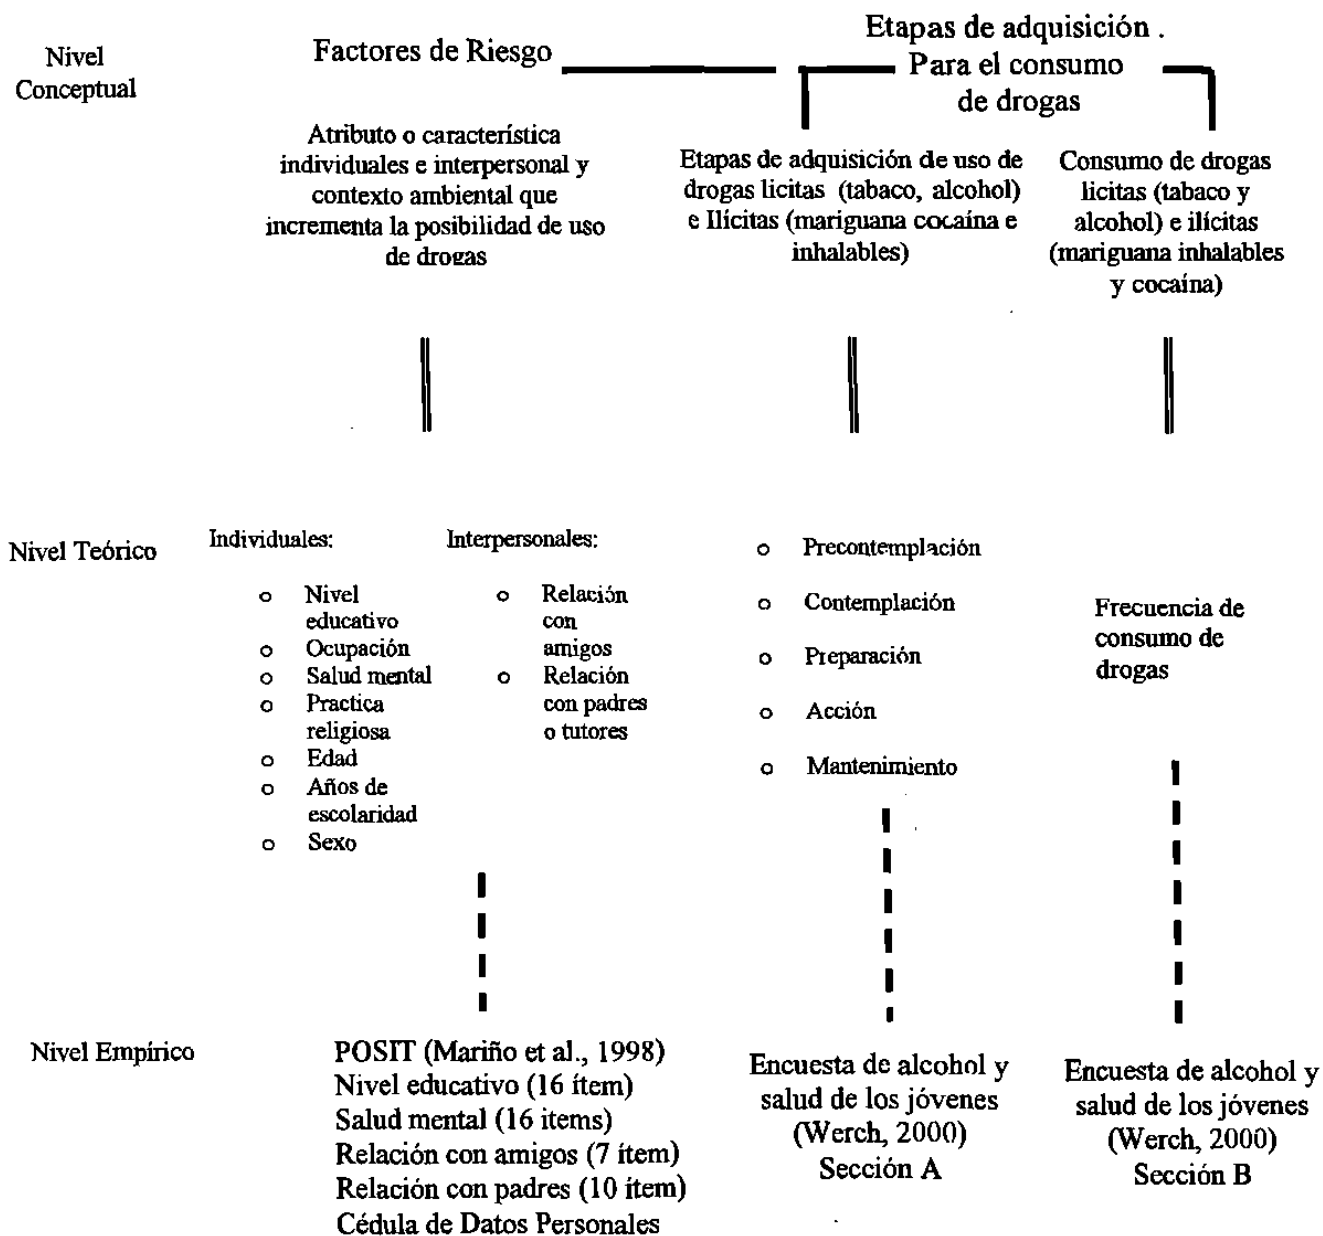 Nivel
Conceptual
Factores de Riesgo
Etapas de adquisición .
Para el consumo
de drogas
Atributo o característica
individuales e interpersonal y
contexto ambiental que
incrementa la posibilidad de uso
de drogas
Etapas de adquisición de uso de
drogas licitas (tabaco, alcohol)
e Ilícitas (mariguana cocaína e
inhalables)
Consumo de drogas
licitas (tabaco y
alcohol) e ilícitas
(mariguana inhalables
y cocaína)
Nivel Teórico
Individuales:
o Nivel
educativo
o Ocupación
o Salud mental
o Practica
religiosa
o Edad
o Años de
escolaridad
o Sexo
Interpersonales:
o Relación
con
amigos
o Relación
con padres
o tutores
o Precontemplación
o Contemplación
o Preparación
o Acción
o Mantenimiento
Frecuencia de
consumo de
drogas
Nivel Empírico
POSIT (Mariño et al., 1998)
Nivel educativo (16 ítem)
Salud mental (16 items)
Relación con amigos (7 ítem)
Relación con padres (10 ítem)
Cédula de Datos Personales
Encuesta de alcohol y
salud de los jóvenes
(Werch, 2000)
Sección A
Encuesta de alcohol y
salud de los jóvenes
(Werch, 2000)
Sección B